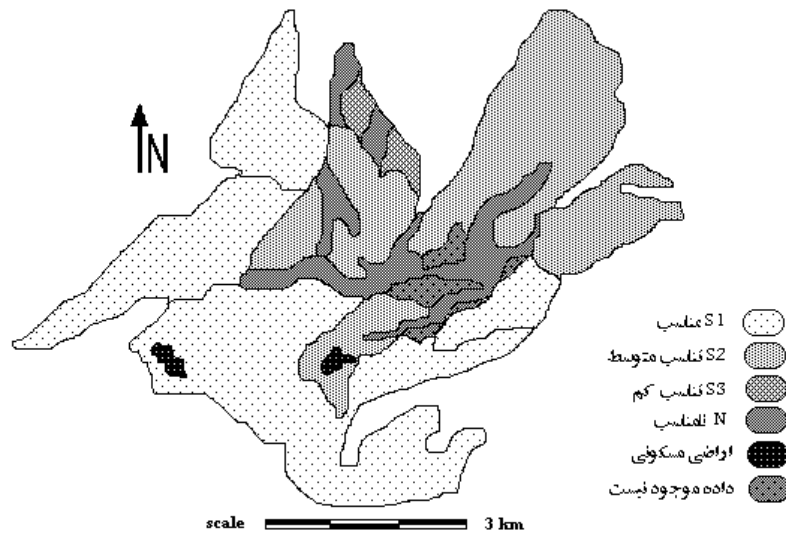 N
S1 مناسب
S2 تناسب متوسط
S3 تناسب کم
N نامناسب
اراضی مسکونی
داده موجود نیست
scale 3 km